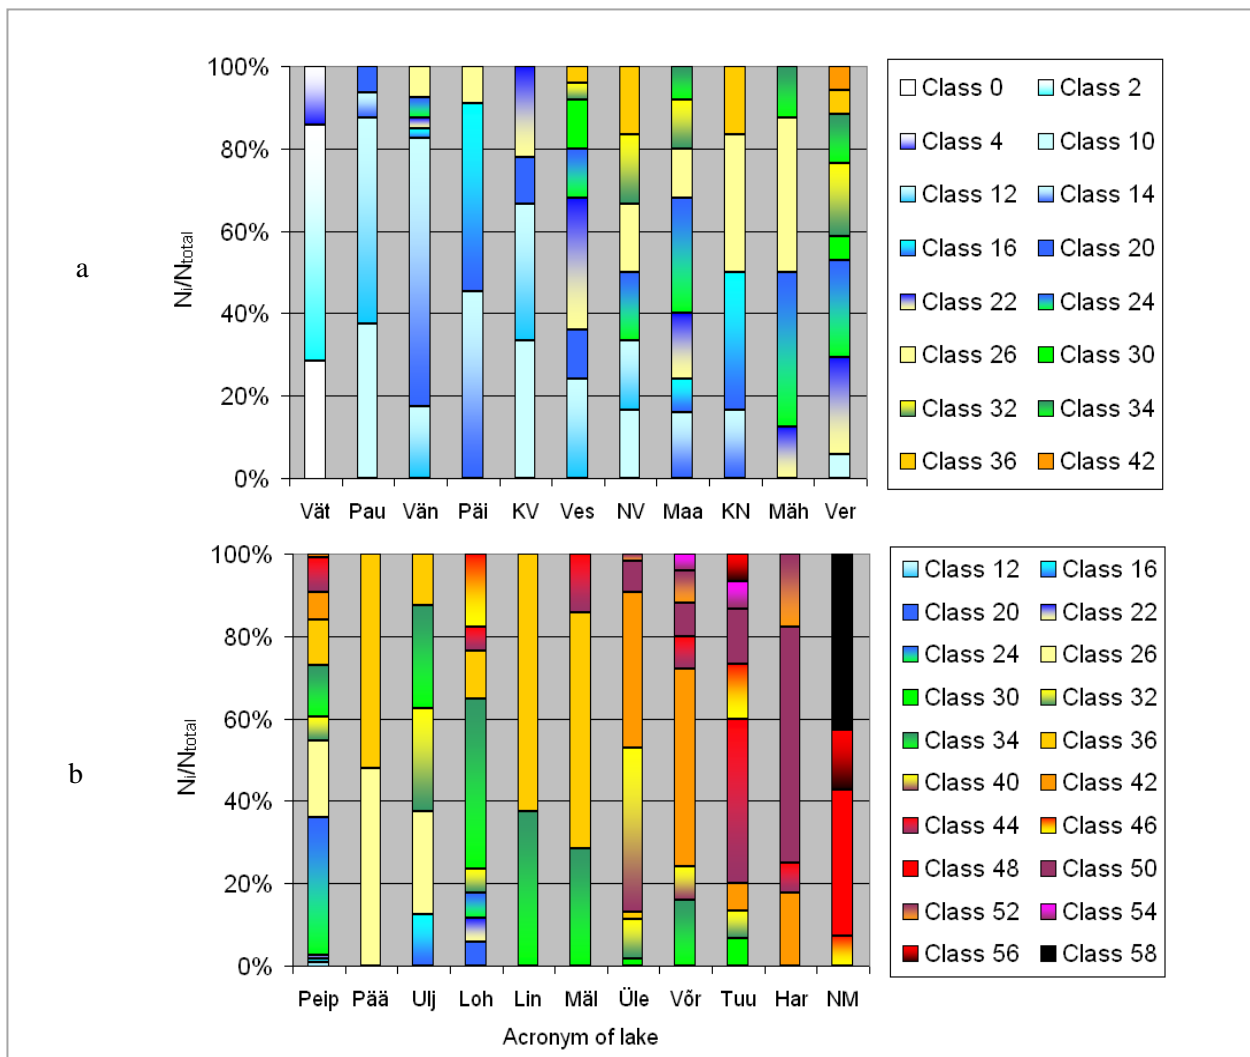 a
Nᵢ/N_total
100%
80%
60%
40%
20%
0%
Vät Pau Vän Päi KV Ves NV Maa KN Mäh Ver
Class 0 Class 2
Class 4 Class 10
Class 12 Class 14
Class 16 Class 20
Class 22 Class 24
Class 26 Class 30
Class 32 Class 34
Class 36 Class 42
b
Nᵢ/N_total
100%
80%
60%
40%
20%
0%
Peip Pää Ulj Loh Lin Mäl Üle Võr Tuu Har NM
Acronym of lake
Class 12 Class 16
Class 20 Class 22
Class 24 Class 26
Class 30 Class 32
Class 34 Class 36
Class 40 Class 42
Class 44 Class 46
Class 48 Class 50
Class 52 Class 54
Class 56 Class 58